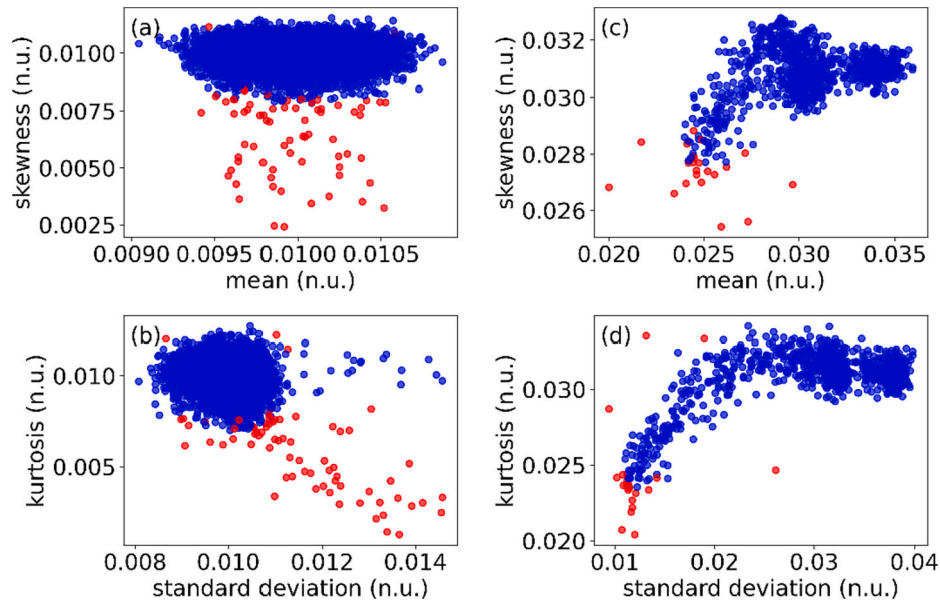 (a)
skewness (n.u.)
0.0100
0.0075
0.0050
0.0025
0.0090 0.0095 0.0100 0.0105
mean (n.u.)
(c)
skewness (n.u.)
0.032
0.030
0.028
0.026
0.020 0.025 0.030 0.035
mean (n.u.)
(b)
kurtosis (n.u.)
0.010
0.005
0.008 0.010 0.012 0.014
standard deviation (n.u.)
(d)
kurtosis (n.u.)
0.030
0.025
0.020
0.01 0.02 0.03 0.04
standard deviation (n.u.)